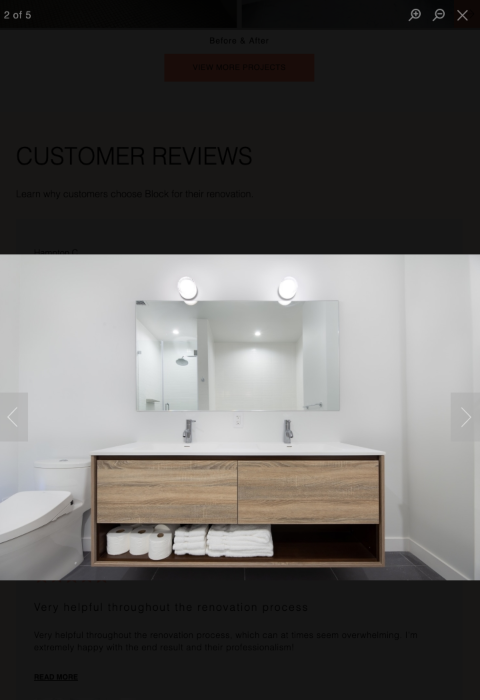 2 of 5
Before & After
VIEW MORE PROJECTS
CUSTOMER REVIEWS
Learn why customers choose Block for their renovation.
Very helpful throughout the renovation process
Very helpful throughout the renovation process, which can at times seem overwhelming. I'm
extremely happy with the end result and their professionalism!
READ MORE